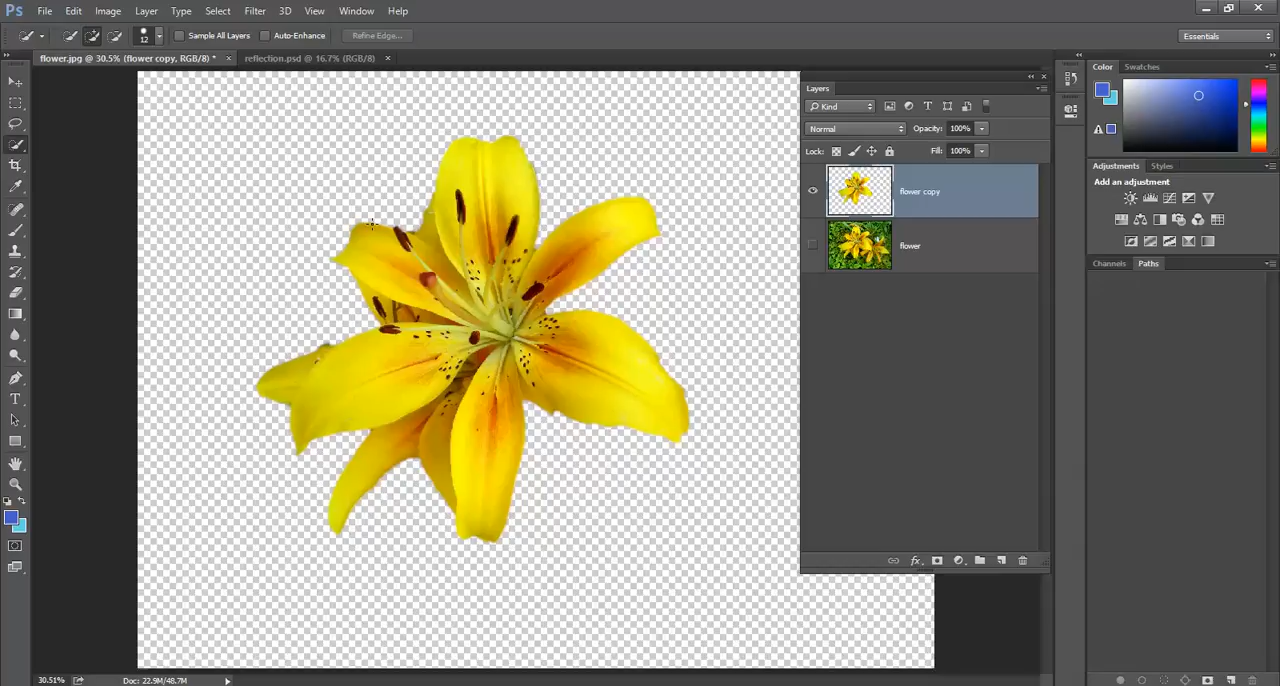 Ps File Edit Image Layer Type Select Filter 3D View Window Help
12 Sample All Layers Auto-Enhance Refine Edge... Essentials
flower.jpg @ 30.5% (flower copy, RGB/8) * × reflection.psd @ 16.7% (RGB/8) ×
Layers
Kind
Normal Opacity: 100%
Lock: Fill: 100%
flower copy
flower
Color Swatches
Adjustments Styles
Add an adjustment
Channels Paths
30.51% Doc: 22.9M/48.7M